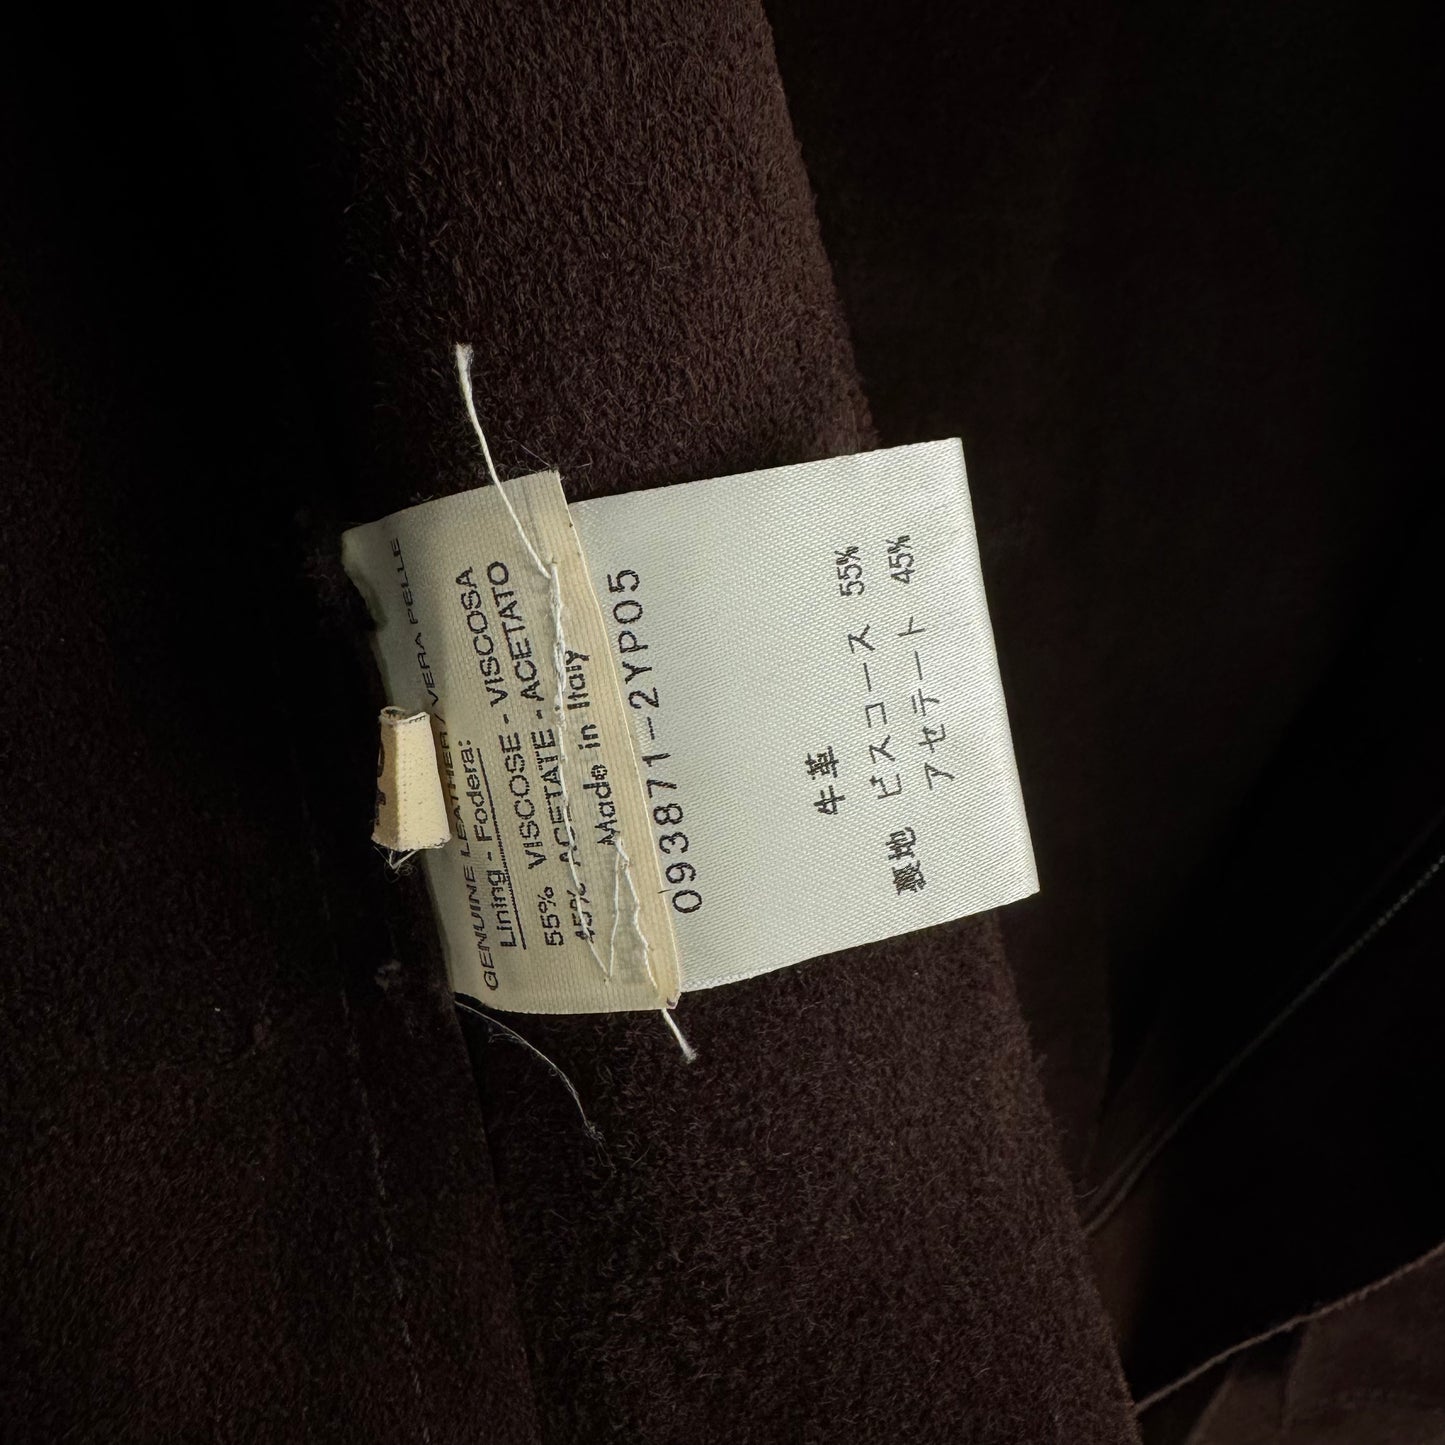 GENUINE LEATHER / VERA PELLE
Lining - Fodera:
55% VISCOSE - VISCOSA
45% ACETATE - ACETATO
Made in Italy
093871-2YP05
牛革
裏地 ビスコース 55%
アセテート 45%